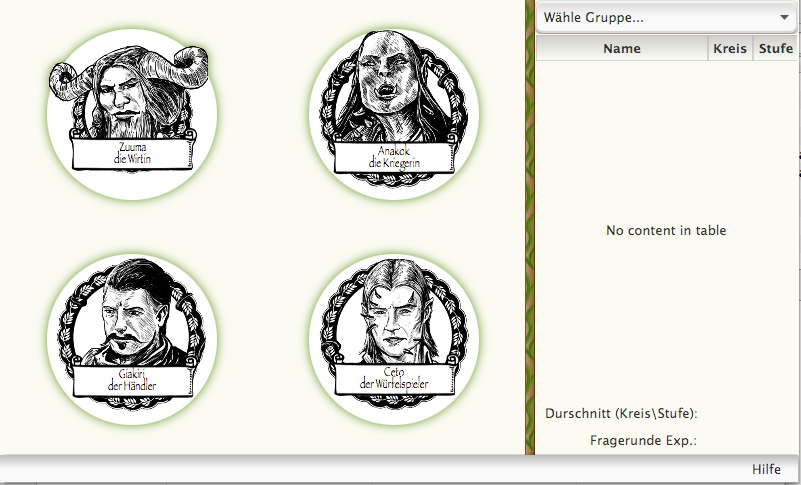 Zuuma
die Wirtin
Anakok
die Kriegerin
Giakiri
der Händler
Ceto
der Würfelspieler
Wähle Gruppe...
Name Kreis Stufe
No content in table
Durschnitt (Kreis\Stufe):
Fragerunde Exp.:
Hilfe